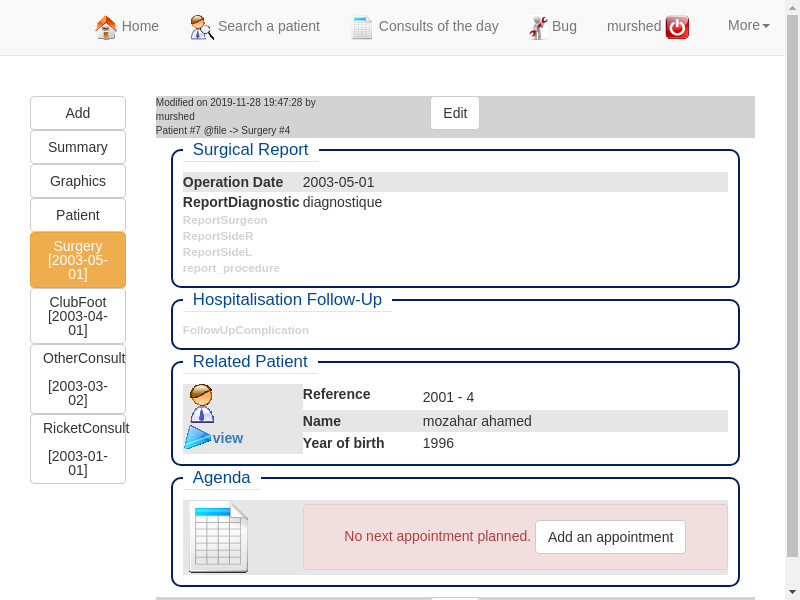 Home
Search a patient
Consults of the day
Bug
murshed
More
Add
Summary
Graphics
Patient
Surgery
[2003-05-
01]
ClubFoot
[2003-04-
01]
OtherConsult
[2003-03-
02]
RicketConsult
[2003-01-
01]
Modified on 2019-11-28 19:47:28 by
murshed
Patient #7 @file -> Surgery #4
Edit
Surgical Report
Operation Date 2003-05-01
ReportDiagnostic diagnostique
ReportSurgeon
ReportSideR
ReportSideL
report_procedure
Hospitalisation Follow-Up
FollowUpComplication
Related Patient
view
Reference 2001 - 4
Name mozahar ahamed
Year of birth 1996
Agenda
No next appointment planned. Add an appointment